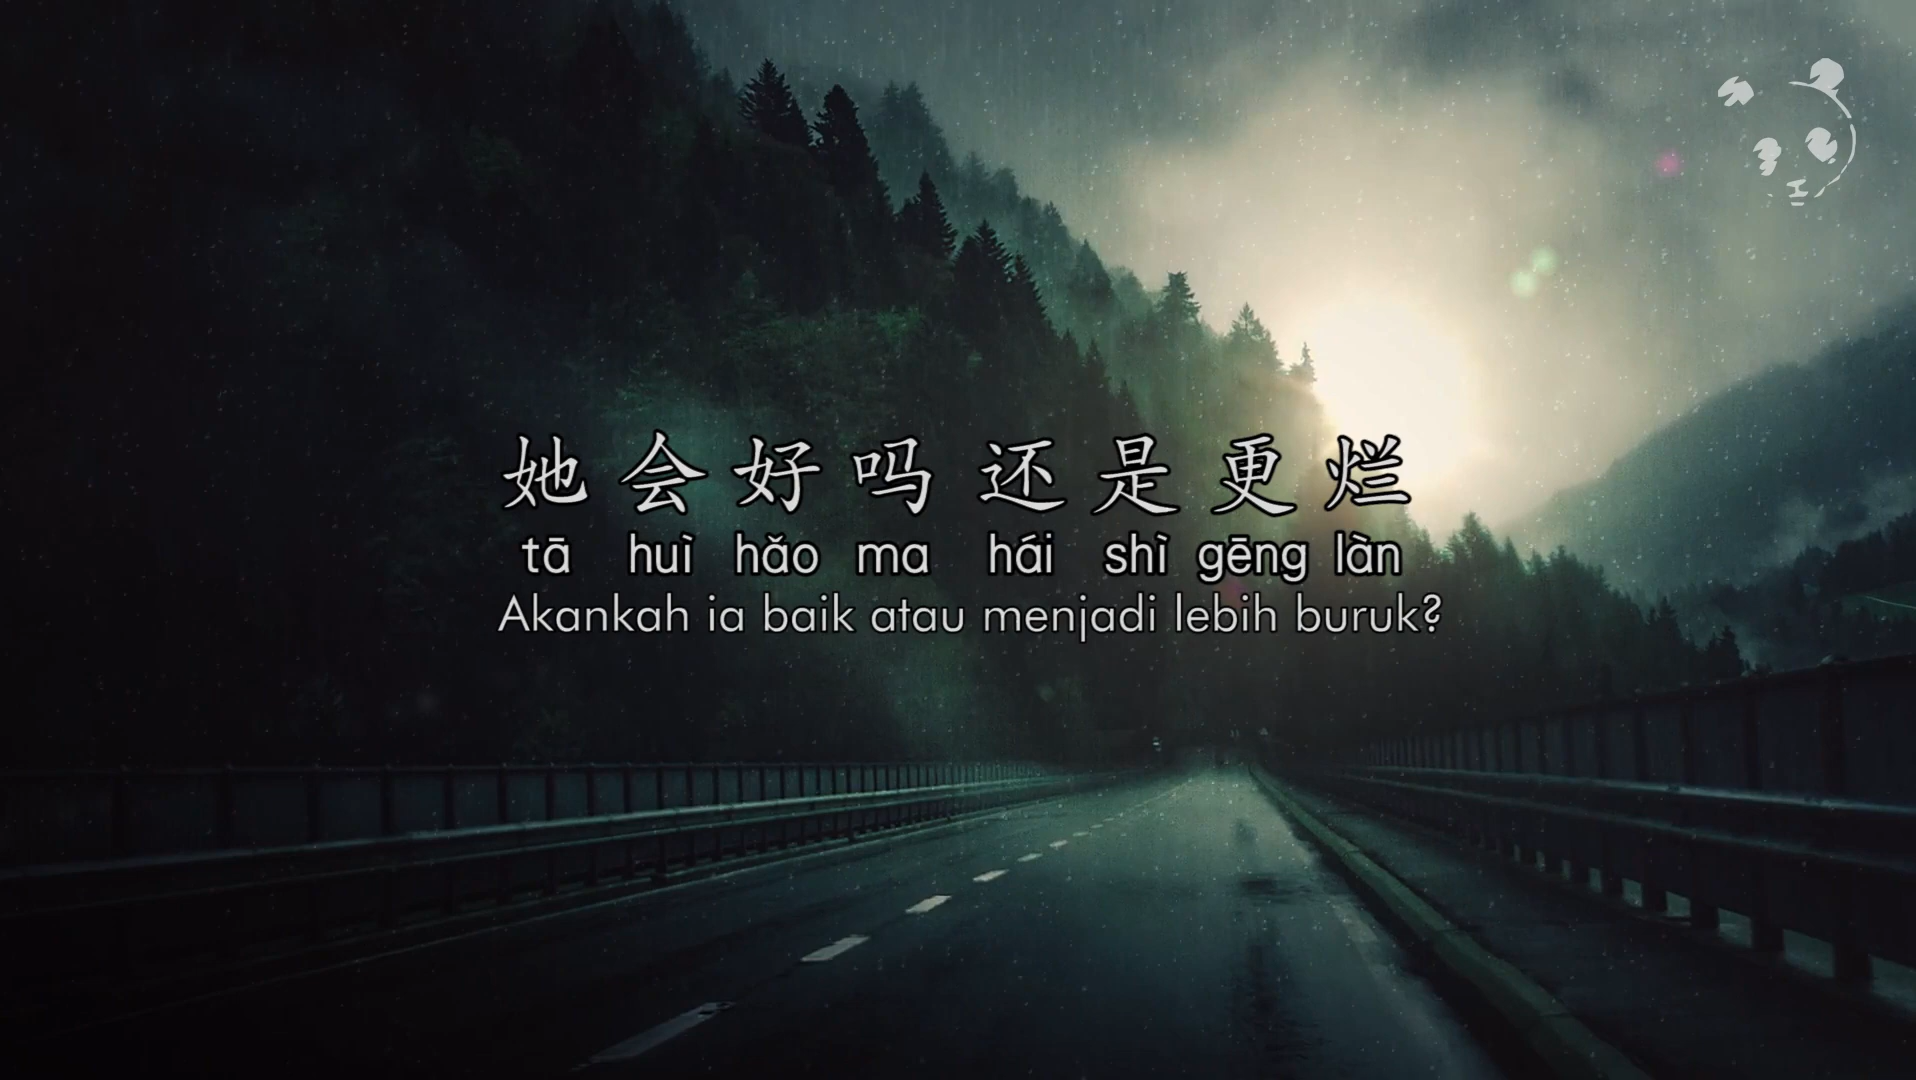 她会好吗 还是更烂
tā huì hǎo ma hái shì gēng làn
Akankah ia baik atau menjadi lebih buruk?